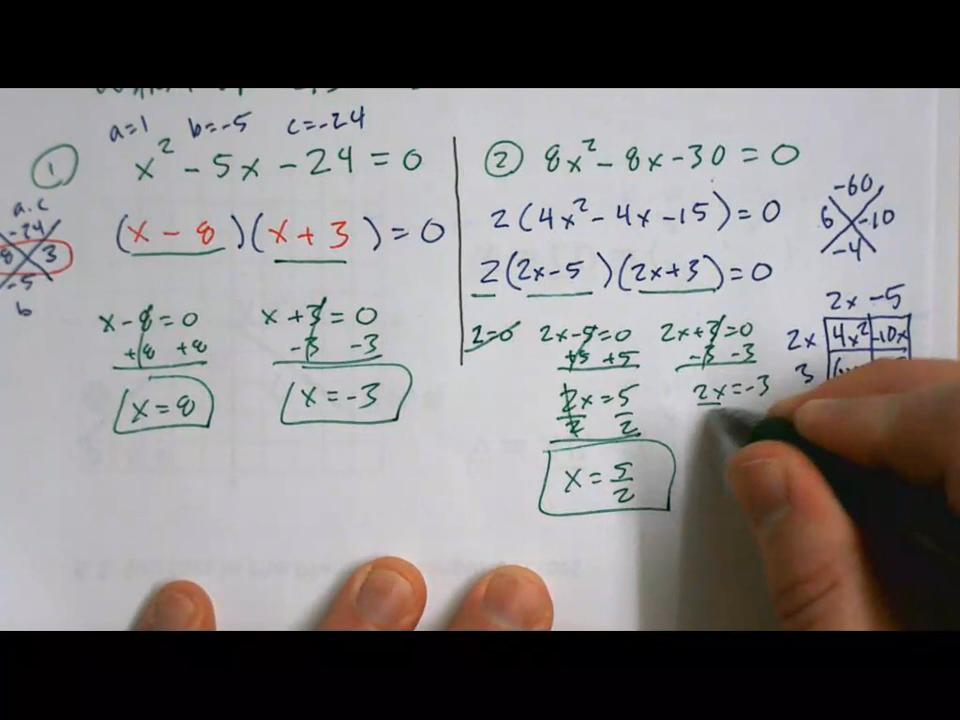 a=1 b=-5 c=-24
① x² - 5x - 24 = 0
a·c
-24
8 3
-5
b
(x - 8)(x + 3) = 0
x - 8 = 0
+8 +8
x = 8
x + 3 = 0
-3 -3
x = -3
② 8x² - 8x - 30 = 0
2(4x² - 4x - 15) = 0
-60
6 -10
-4
2(2x-5)(2x+3) = 0
2x -5
2x 4x² -10x
3
2=0
2x-5=0
+5 +5
2x=5
2 2
x = 5/2
2x+3=0
-3 -3
2x=-3